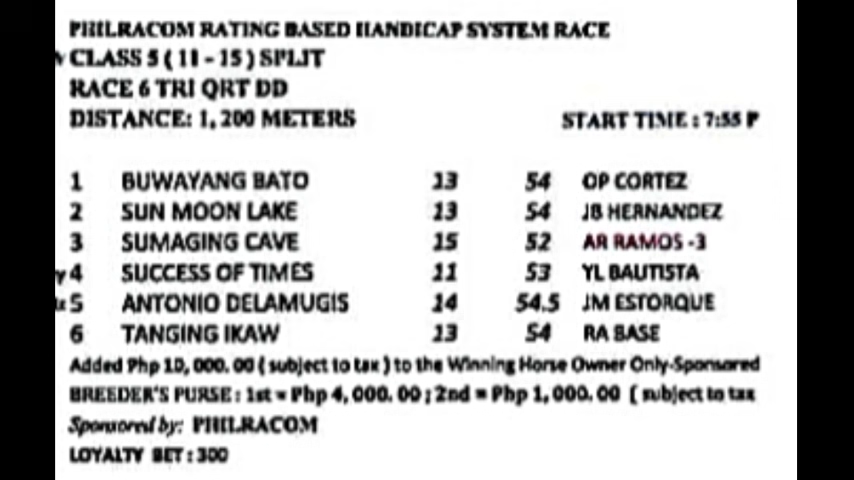 PHILRACOM RATING BASED HANDICAP SYSTEM RACE
CLASS 5 ( 11 - 15 ) SPLIT
RACE 6 TRI QRT DD
DISTANCE: 1, 200 METERS START TIME : 7:55 P
1 BUWAYANG BATO 13 54 OP CORTEZ
2 SUN MOON LAKE 13 54 JB HERNANDEZ
3 SUMAGING CAVE 15 52 AR RAMOS -3
4 SUCCESS OF TIMES 11 53 YL BAUTISTA
5 ANTONIO DELAMUGIS 14 54.5 JM ESTORQUE
6 TANGING IKAW 13 54 RA BASE
Added Php 10, 000. 00 ( subject to tax ) to the Winning Horse Owner Only-Sponsored
BREEDER'S PURSE : 1st = Php 4, 000. 00 ; 2nd = Php 1, 000. 00 ( subject to tax
Sponsored by: PHILRACOM
LOYALTY BET : 300